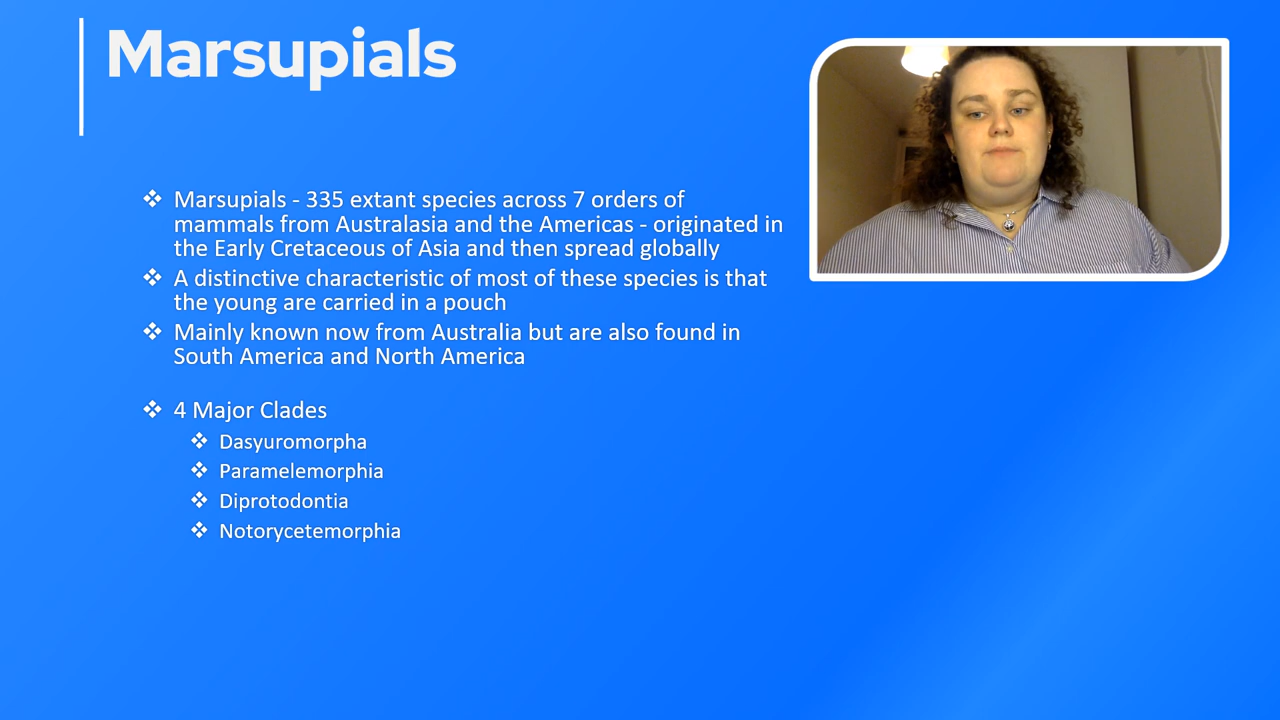 Marsupials
❖ Marsupials - 335 extant species across 7 orders of
mammals from Australasia and the Americas - originated in
the Early Cretaceous of Asia and then spread globally
❖ A distinctive characteristic of most of these species is that
the young are carried in a pouch
❖ Mainly known now from Australia but are also found in
South America and North America
❖ 4 Major Clades
❖ Dasyuromorpha
❖ Paramelemorphia
❖ Diprotodontia
❖ Notorycetemorphia